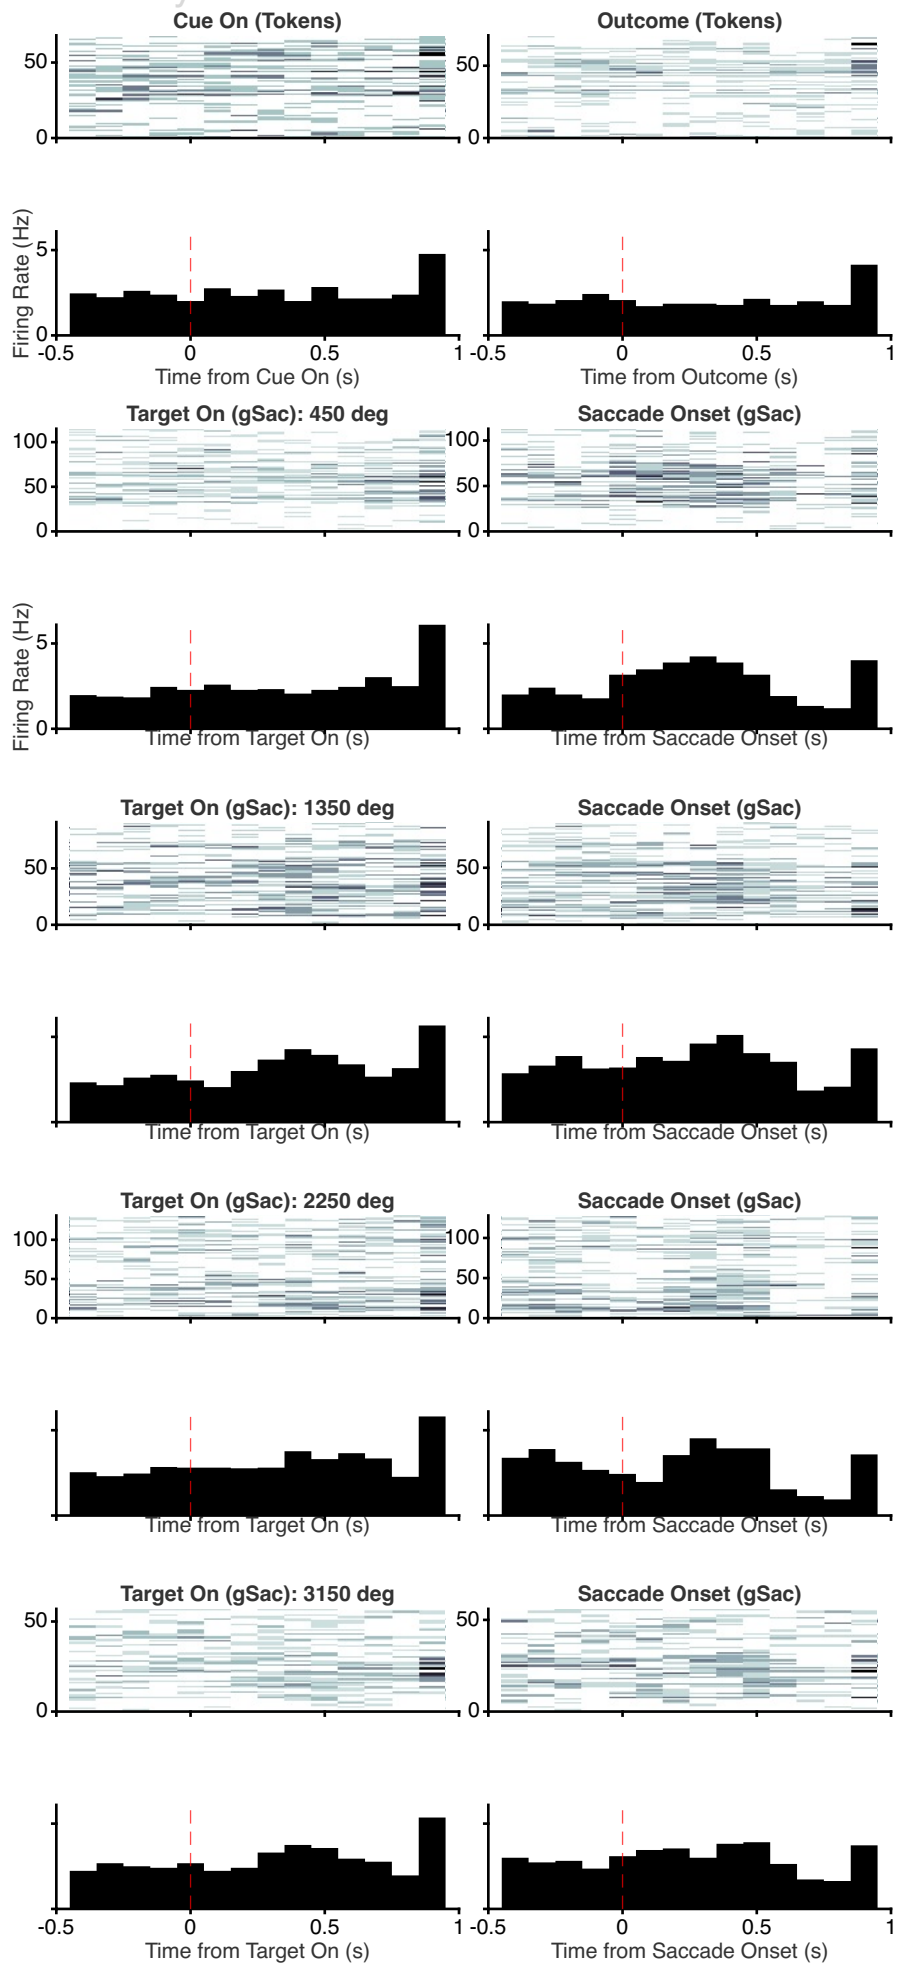 y
Cue On (Tokens) Outcome (Tokens)
50 50
0 0
Firing Rate (Hz)
5
0
-0.5 0 0.5 1 -0.5 0 0.5 1
Time from Cue On (s) Time from Outcome (s)
Target On (gSac): 450 deg Saccade Onset (gSac)
100 100
50 50
0 0
Firing Rate (Hz)
5
0
Time from Target On (s) Time from Saccade Onset (s)
Target On (gSac): 1350 deg Saccade Onset (gSac)
50 50
0 0
Time from Target On (s) Time from Saccade Onset (s)
Target On (gSac): 2250 deg Saccade Onset (gSac)
100 100
50 50
0 0
Time from Target On (s) Time from Saccade Onset (s)
Target On (gSac): 3150 deg Saccade Onset (gSac)
50 50
0 0
-0.5 0 0.5 1 -0.5 0 0.5 1
Time from Target On (s) Time from Saccade Onset (s)